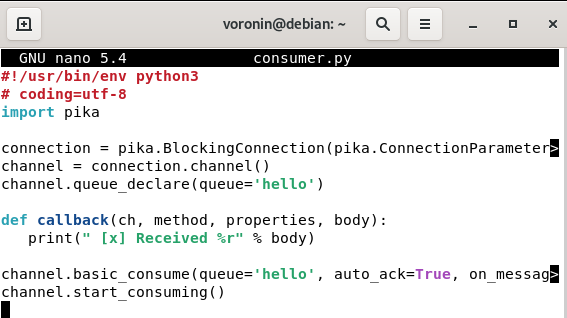 voronin@debian: ~
GNU nano 5.4 consumer.py
#!/usr/bin/env python3
# coding=utf-8
import pika
connection = pika.BlockingConnection(pika.ConnectionParameter>
channel = connection.channel()
channel.queue_declare(queue='hello')
def callback(ch, method, properties, body):
   print(" [x] Received %r" % body)
channel.basic_consume(queue='hello', auto_ack=True, on_messag>
channel.start_consuming()